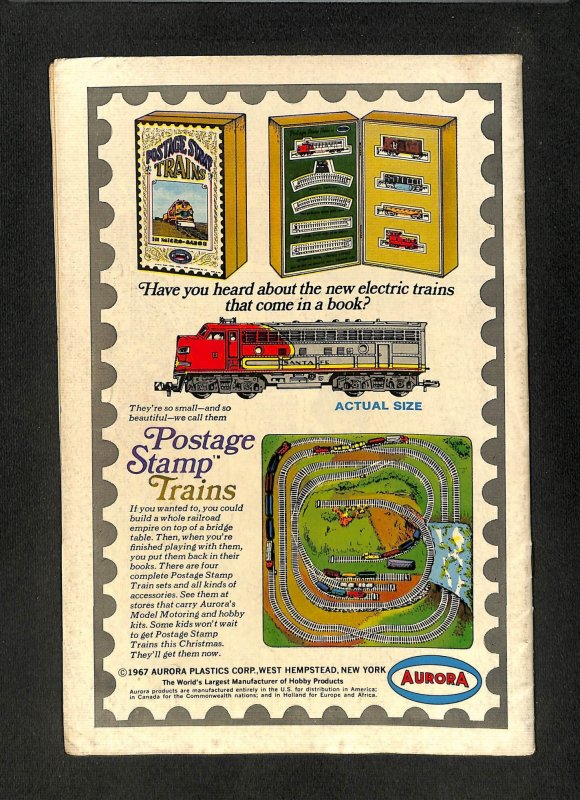 POSTAGE STAMP
TRAINS
IN MICRO-GAUGE
Postage Stamp Trains
Have you heard about the new electric trains
that come in a book?
SANTA FE
ACTUAL SIZE
They're so small—and so
beautiful—we call them
Postage
Stamp™
Trains
If you wanted to, you could
build a whole railroad
empire on top of a bridge
table. Then, when you're
finished playing with them,
you put them back in their
books. There are four
complete Postage Stamp
Train sets and all kinds of
accessories. See them at
stores that carry Aurora's
Model Motoring and hobby
kits. Some kids won't wait
to get Postage Stamp
Trains this Christmas.
They'll get them now.
©1967 AURORA PLASTICS CORP., WEST HEMPSTEAD, NEW YORK
The World's Largest Manufacturer of Hobby Products
Aurora products are manufactured entirely in the U.S. for distribution in America;
in Canada for the Commonwealth nations; and in Holland for Europe and Africa.
AURORA